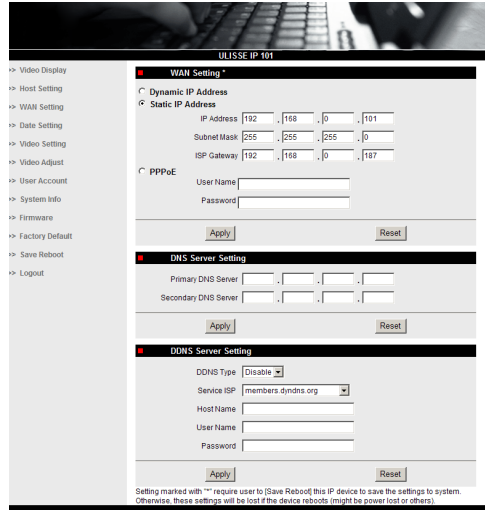 ULISSE IP 101
>> Video Display
>> Host Setting
>> WAN Setting
>> Date Setting
>> Video Setting
>> Video Adjust
>> User Account
>> System Info
>> Firmware
>> Factory Default
>> Save Reboot
>> Logout
WAN Setting *
Dynamic IP Address
Static IP Address
IP Address 192 . 168 . 0 . 101
Subnet Mask 255 . 255 . 255 . 0
ISP Gateway 192 . 168 . 0 . 187
PPPoE
User Name
Password
Apply Reset
DNS Server Setting
Primary DNS Server . . .
Secondary DNS Server . . .
Apply Reset
DDNS Server Setting
DDNS Type Disable
Service ISP members.dyndns.org
Host Name
User Name
Password
Apply Reset
Setting marked with "*" require user to [Save Reboot] this IP device to save the settings to system.
Otherwise, these settings will be lost if the device reboots (might be power lost or others).